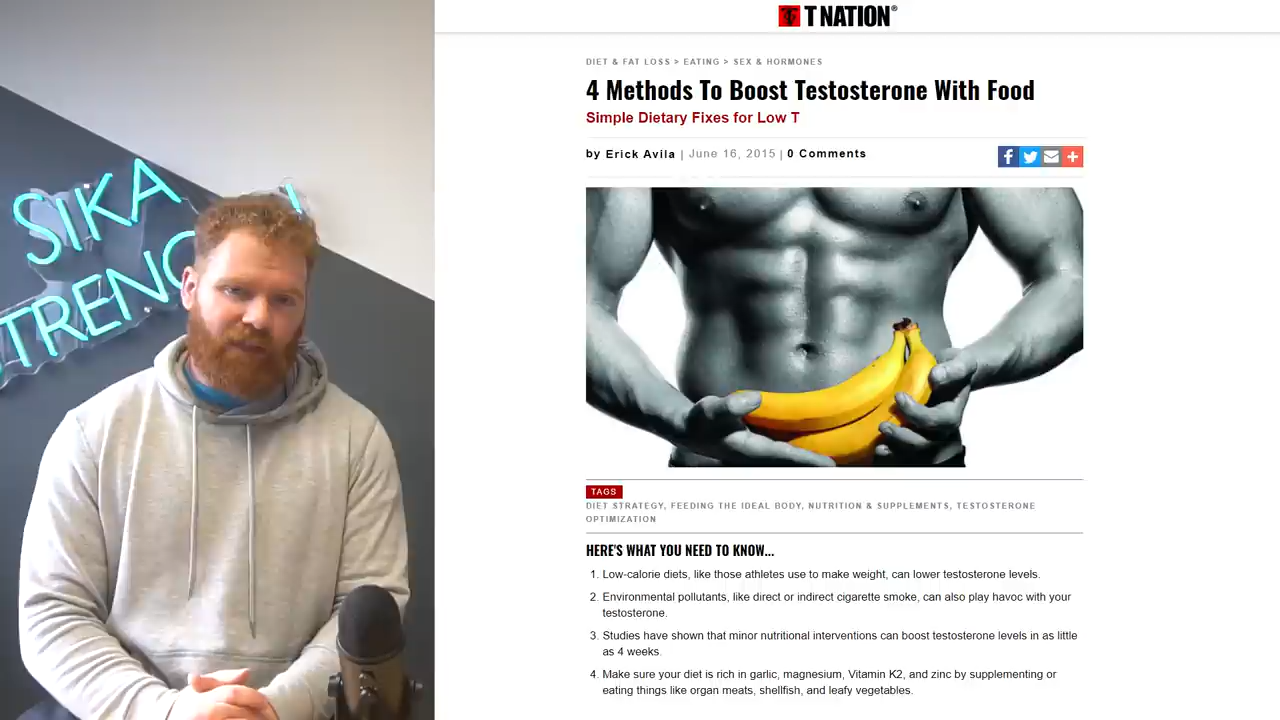 SIKA
STRENG
T NATION®
DIET & FAT LOSS > EATING > SEX & HORMONES
4 Methods To Boost Testosterone With Food
Simple Dietary Fixes for Low T
by Erick Avila | June 16, 2015 | 0 Comments
TAGS
DIET STRATEGY, FEEDING THE IDEAL BODY, NUTRITION & SUPPLEMENTS, TESTOSTERONE
OPTIMIZATION
HERE'S WHAT YOU NEED TO KNOW...
1. Low-calorie diets, like those athletes use to make weight, can lower testosterone levels.
2. Environmental pollutants, like direct or indirect cigarette smoke, can also play havoc with your
testosterone.
3. Studies have shown that minor nutritional interventions can boost testosterone levels in as little
as 4 weeks.
4. Make sure your diet is rich in garlic, magnesium, Vitamin K2, and zinc by supplementing or
eating things like organ meats, shellfish, and leafy vegetables.